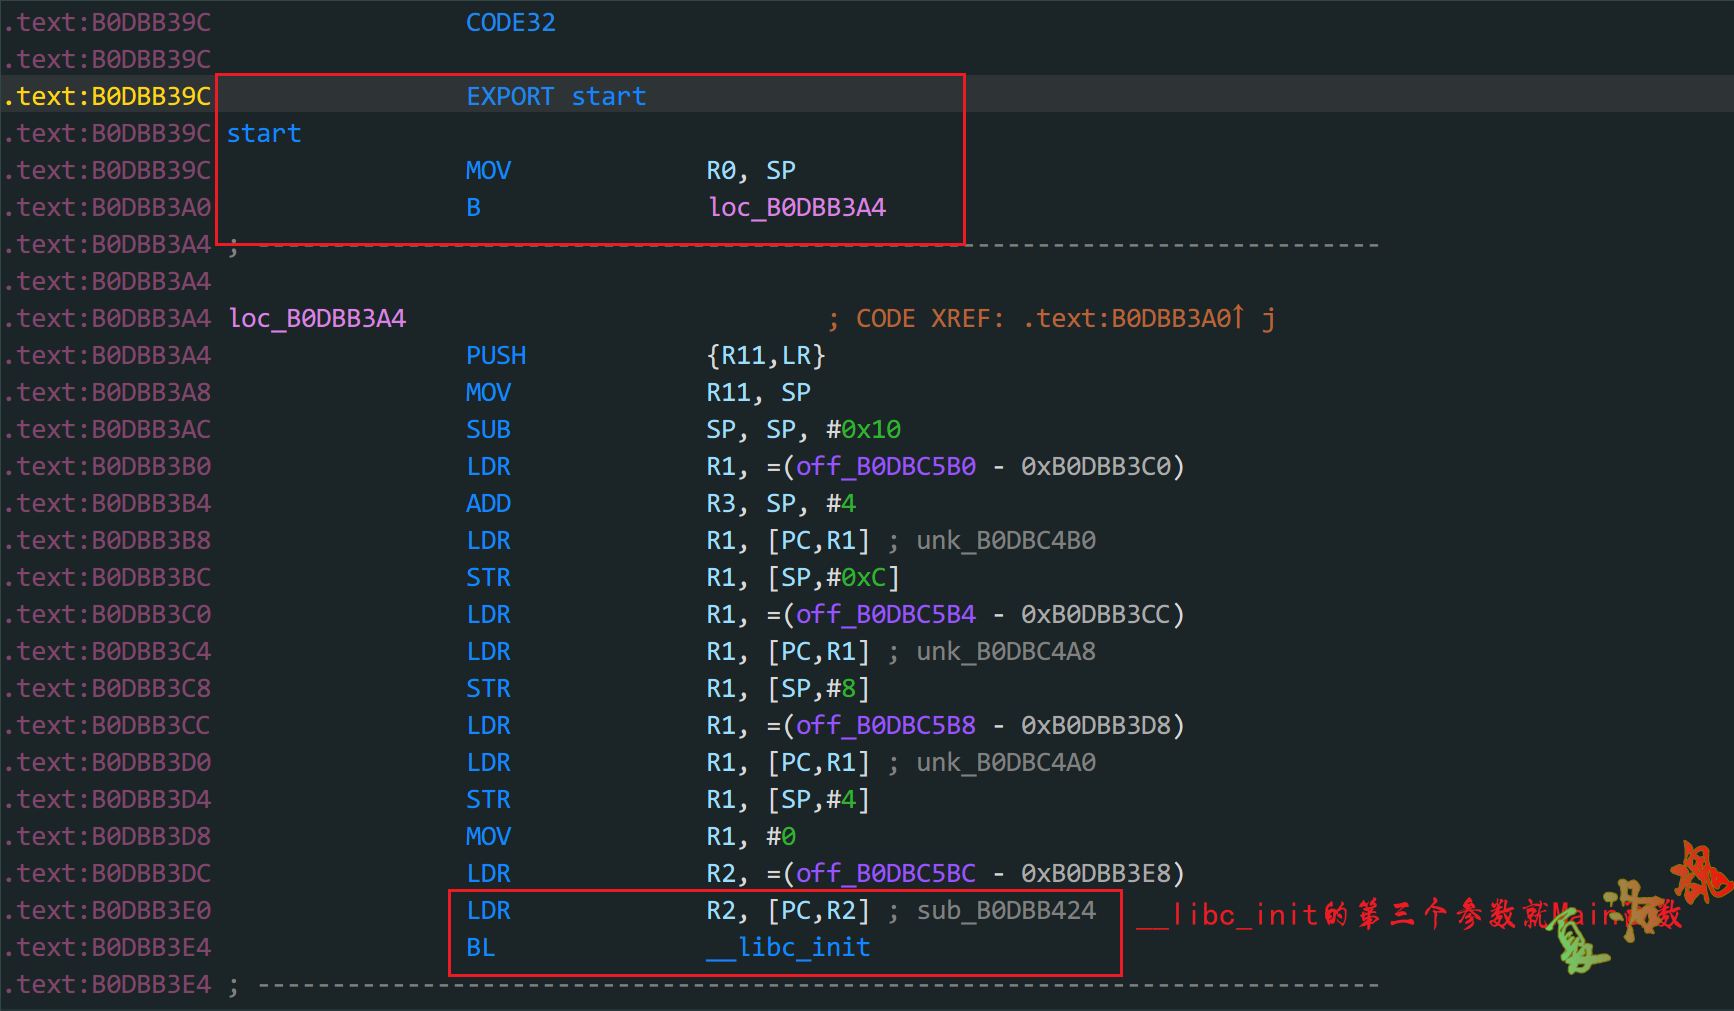 .text:B0DBB39C CODE32
.text:B0DBB39C
.text:B0DBB39C EXPORT start
.text:B0DBB39C start
.text:B0DBB39C MOV R0, SP
.text:B0DBB3A0 B loc_B0DBB3A4
.text:B0DBB3A4 ; ---------------------------------------------------------------------------
.text:B0DBB3A4
.text:B0DBB3A4 loc_B0DBB3A4 ; CODE XREF: .text:B0DBB3A0↑ j
.text:B0DBB3A4 PUSH {R11,LR}
.text:B0DBB3A8 MOV R11, SP
.text:B0DBB3AC SUB SP, SP, #0x10
.text:B0DBB3B0 LDR R1, =(off_B0DBC5B0 - 0xB0DBB3C0)
.text:B0DBB3B4 ADD R3, SP, #4
.text:B0DBB3B8 LDR R1, [PC,R1] ; unk_B0DBC4B0
.text:B0DBB3BC STR R1, [SP,#0xC]
.text:B0DBB3C0 LDR R1, =(off_B0DBC5B4 - 0xB0DBB3CC)
.text:B0DBB3C4 LDR R1, [PC,R1] ; unk_B0DBC4A8
.text:B0DBB3C8 STR R1, [SP,#8]
.text:B0DBB3CC LDR R1, =(off_B0DBC5B8 - 0xB0DBB3D8)
.text:B0DBB3D0 LDR R1, [PC,R1] ; unk_B0DBC4A0
.text:B0DBB3D4 STR R1, [SP,#4]
.text:B0DBB3D8 MOV R1, #0
.text:B0DBB3DC LDR R2, =(off_B0DBC5BC - 0xB0DBB3E8)
.text:B0DBB3E0 LDR R2, [PC,R2] ; sub_B0DBB424 __libc_init的第三个参数就Main函数
.text:B0DBB3E4 BL __libc_init
.text:B0DBB3E4 ; ---------------------------------------------------------------------------